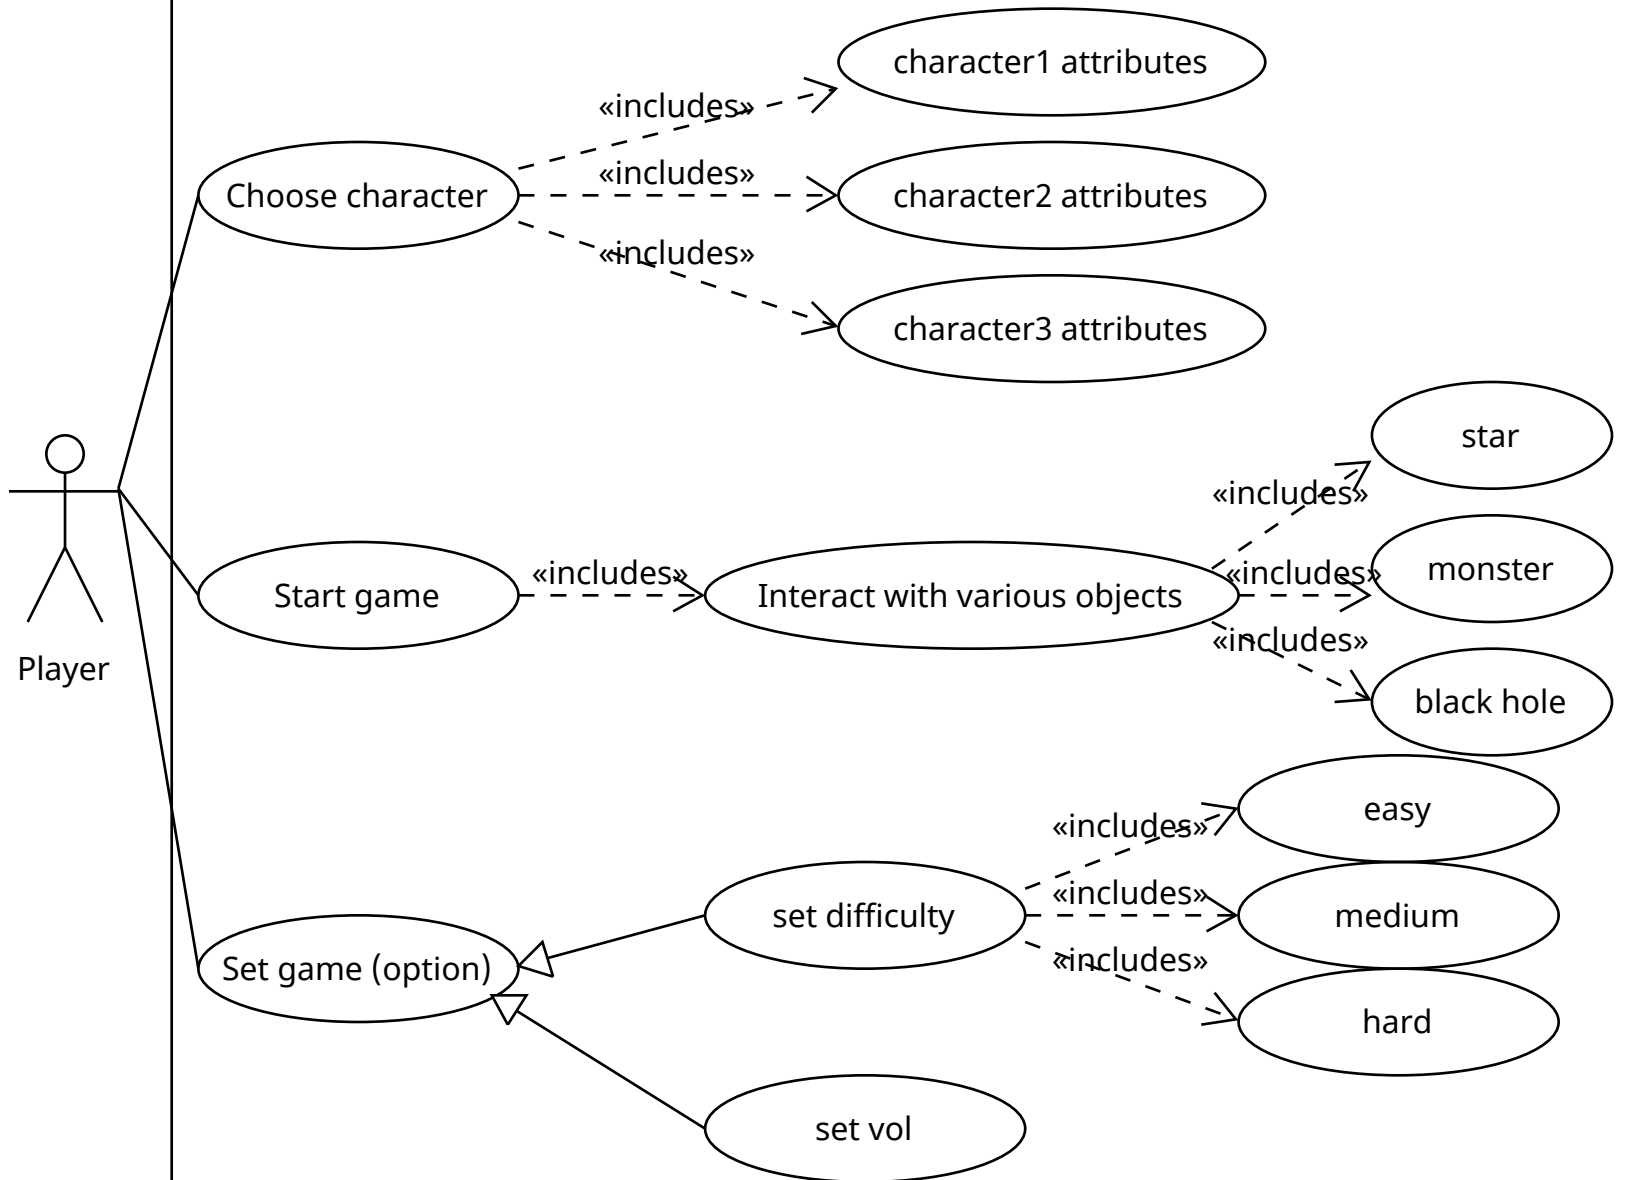 character1 attributes
«includes»
Choose character
«includes»
character2 attributes
«includes»
character3 attributes
star
«includes»
Start game
«includes»
Interact with various objects
«includes»
monster
«includes»
Player
black hole
easy
«includes»
set difficulty
«includes»
medium
«includes»
Set game (option)
hard
set vol